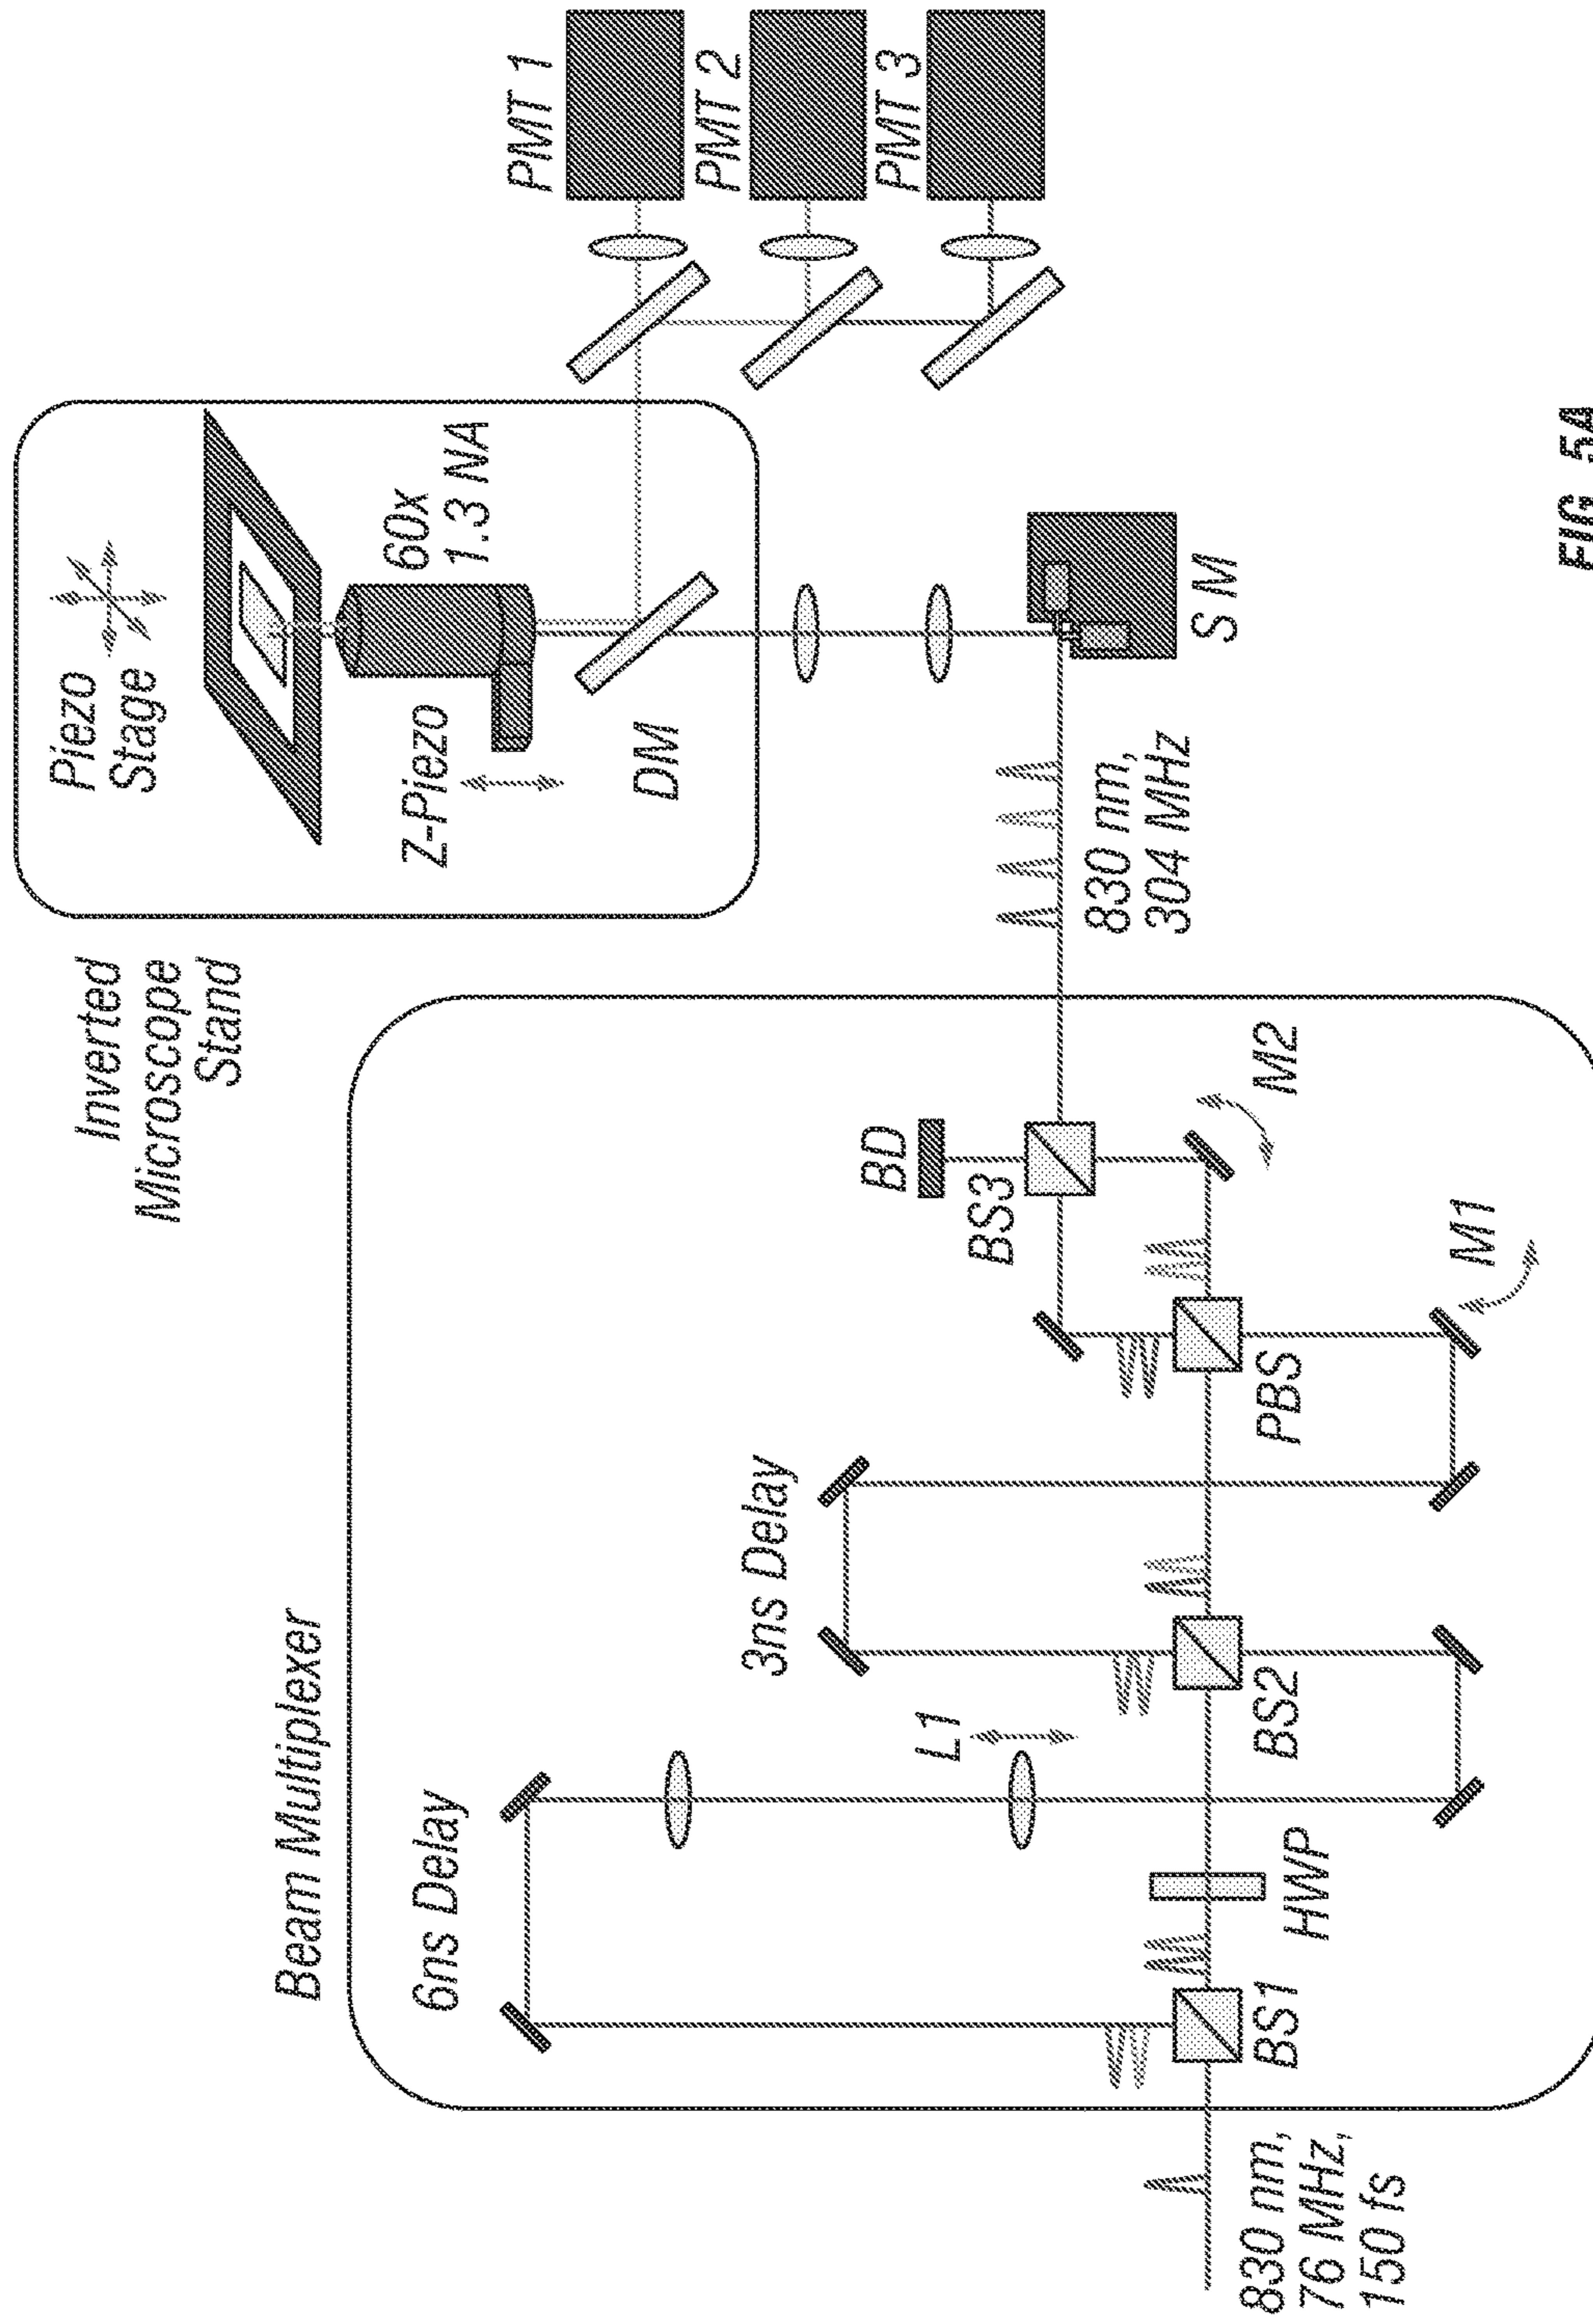 Beam Multiplexer
6ns Delay
3ns Delay
L1
BD
BS3
BS1
HWP
BS2
PBS
M1
M2
830 nm,
76 MHz,
150 fs
830 nm,
304 MHz
Inverted
Microscope
Stand
Piezo
Stage
Z-Piezo
60x
1.3 NA
DM
S M
PMT 1
PMT 2
PMT 3
FIG. 5A